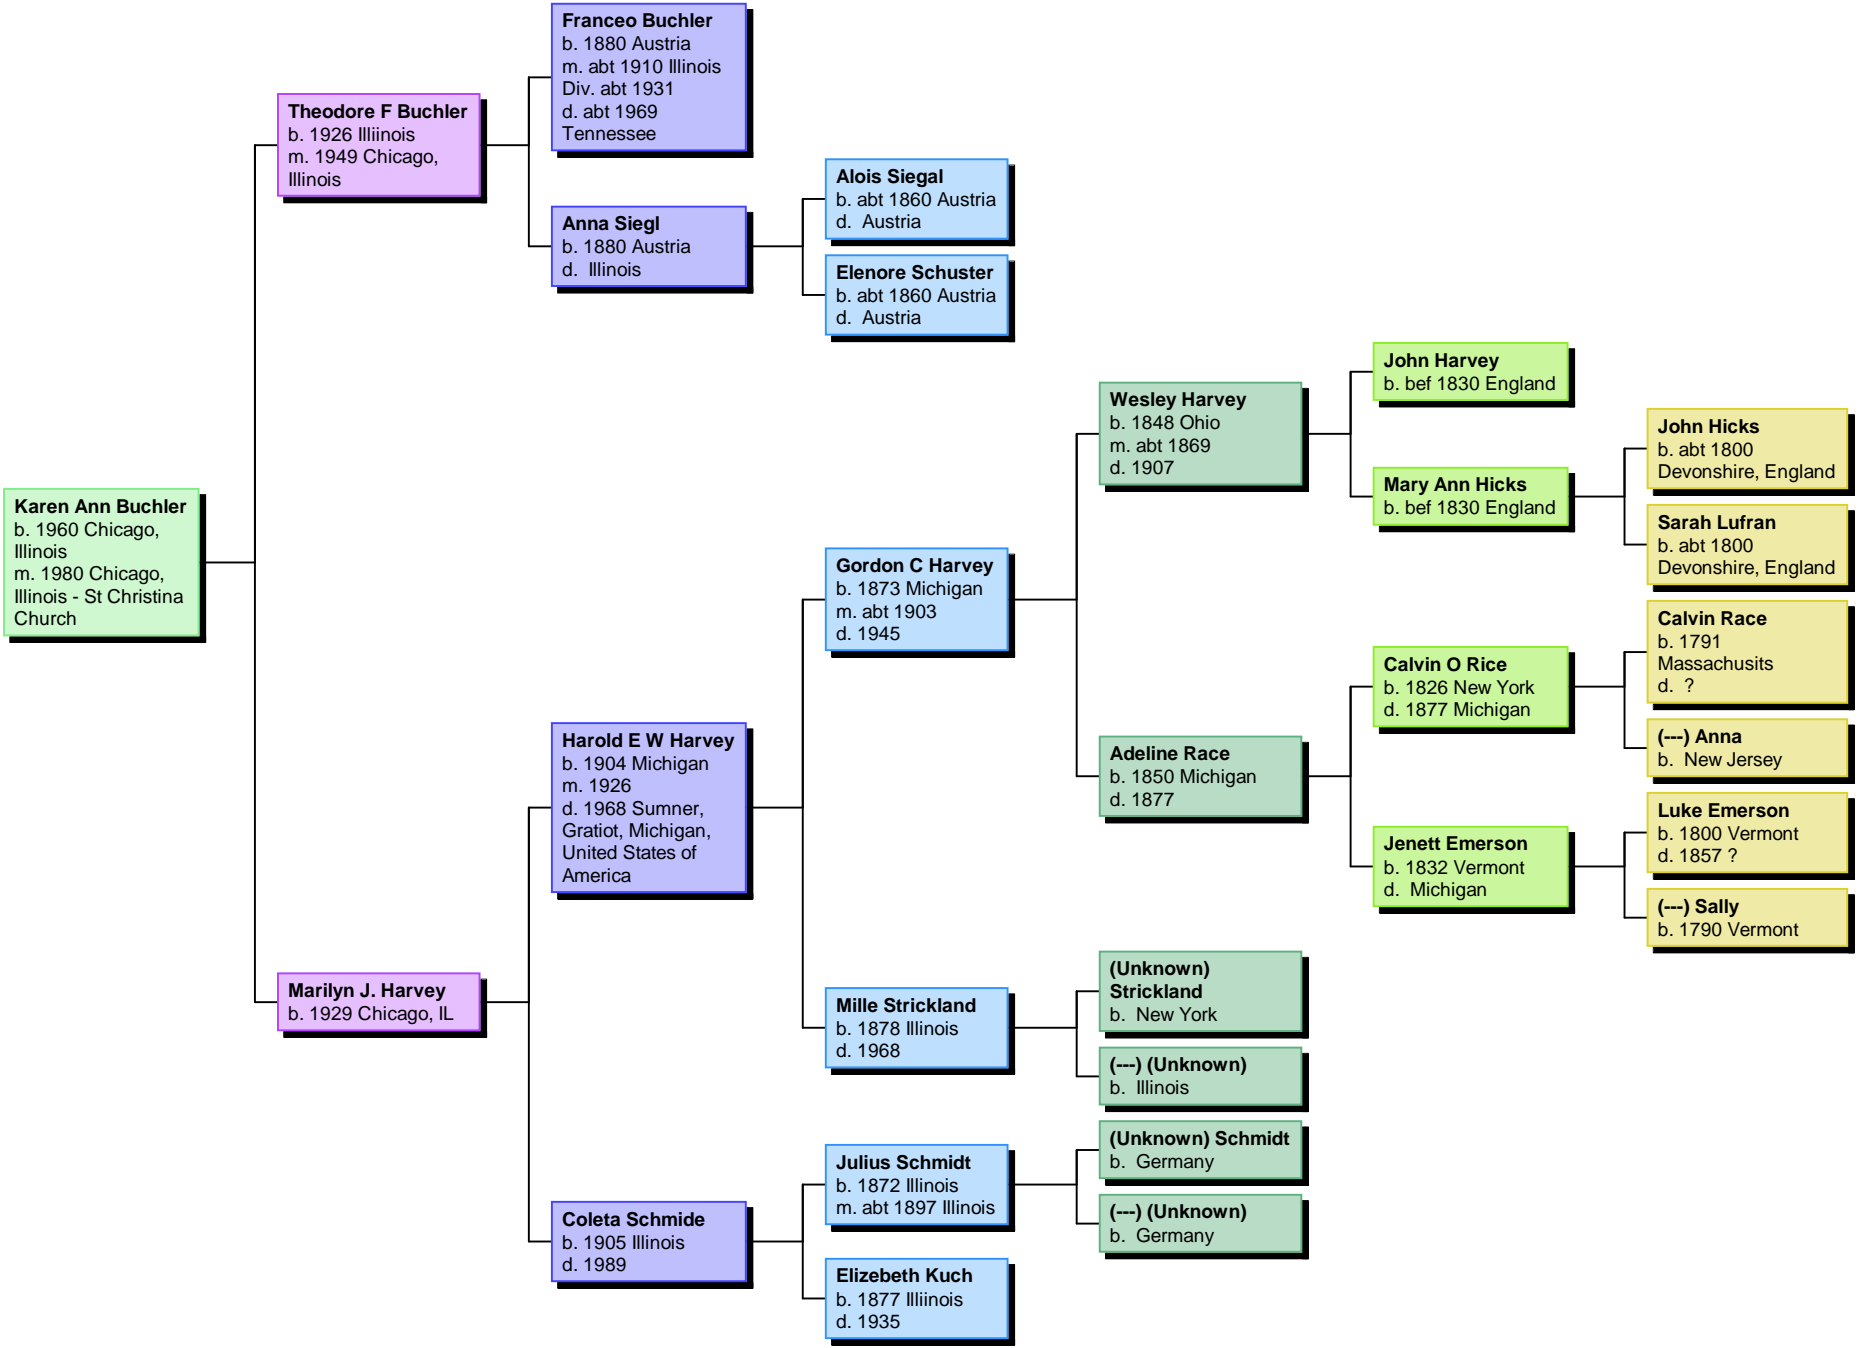 Franceo Buchler
b. 1880 Austria
m. abt 1910 Illinois
Div. abt 1931
d. abt 1969
Tennessee
Theodore F Buchler
b. 1926 Illiinois
m. 1949 Chicago,
Illinois
Alois Siegal
b. abt 1860 Austria
d. Austria
Anna Siegl
b. 1880 Austria
d. Illinois
Elenore Schuster
b. abt 1860 Austria
d. Austria
John Harvey
b. bef 1830 England
Wesley Harvey
b. 1848 Ohio
m. abt 1869
d. 1907
John Hicks
b. abt 1800
Devonshire, England
Mary Ann Hicks
b. bef 1830 England
Karen Ann Buchler
b. 1960 Chicago,
Illinois
m. 1980 Chicago,
Illinois - St Christina
Church
Sarah Lufran
b. abt 1800
Devonshire, England
Gordon C Harvey
b. 1873 Michigan
m. abt 1903
d. 1945
Calvin Race
b. 1791
Massachusits
d. ?
Calvin O Rice
b. 1826 New York
d. 1877 Michigan
(---) Anna
b. New Jersey
Harold E W Harvey
b. 1904 Michigan
m. 1926
d. 1968 Sumner,
Gratiot, Michigan,
United States of
America
Adeline Race
b. 1850 Michigan
d. 1877
Luke Emerson
b. 1800 Vermont
d. 1857 ?
Jenett Emerson
b. 1832 Vermont
d. Michigan
(---) Sally
b. 1790 Vermont
(Unknown)
Strickland
b. New York
Marilyn J. Harvey
b. 1929 Chicago, IL
Mille Strickland
b. 1878 Illinois
d. 1968
(---) (Unknown)
b. Illinois
(Unknown) Schmidt
b. Germany
Julius Schmidt
b. 1872 Illinois
m. abt 1897 Illinois
(---) (Unknown)
b. Germany
Coleta Schmide
b. 1905 Illinois
d. 1989
Elizebeth Kuch
b. 1877 Illiinois
d. 1935